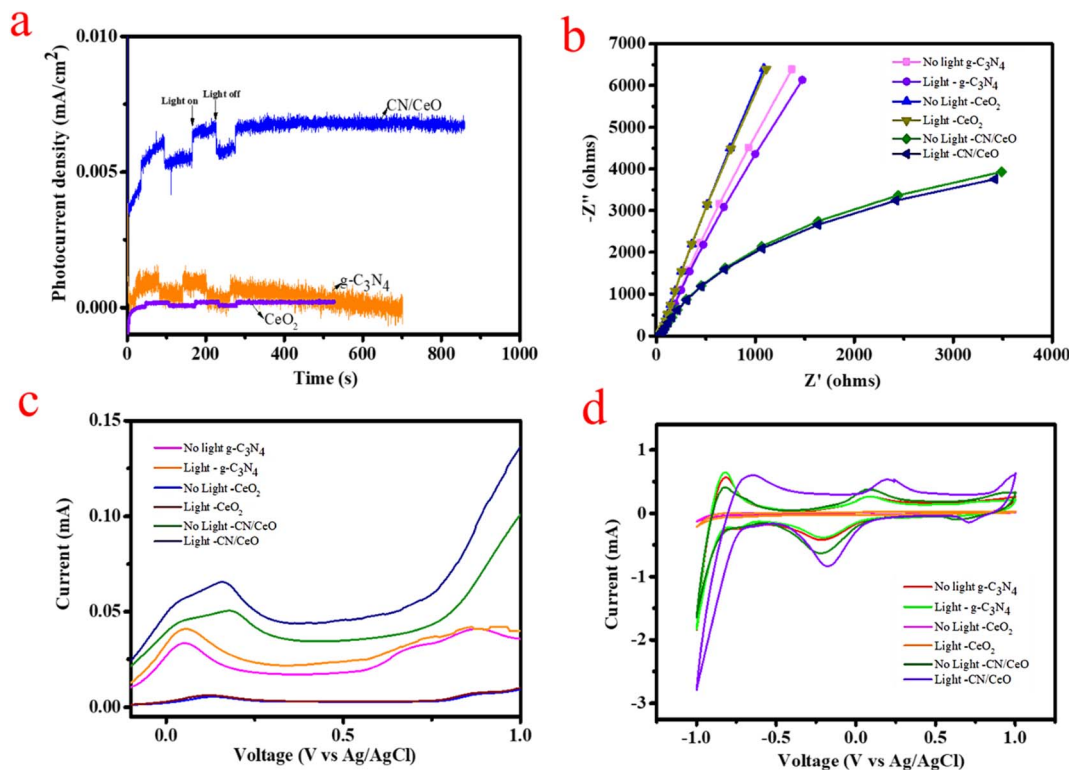 a
0.010
0.005
0.000
Photocurrent density (mA/cm²)
Light on
Light off
CN/CeO
g-C₃N₄
CeO₂
0
200
400
600
800
1000
Time (s)
b
7000
6000
5000
4000
3000
2000
1000
0
-Z" (ohms)
No light g-C₃N₄
Light - g-C₃N₄
No Light -CeO₂
Light -CeO₂
No Light -CN/CeO
Light -CN/CeO
0
1000
2000
3000
4000
Z' (ohms)
c
0.15
0.10
0.05
0.00
Current (mA)
No light g-C₃N₄
Light - g-C₃N₄
No Light -CeO₂
Light -CeO₂
No Light -CN/CeO
Light -CN/CeO
0.0
0.5
1.0
Voltage (V vs Ag/AgCl)
d
1
0
-1
-2
-3
Current (mA)
No light g-C₃N₄
Light - g-C₃N₄
No Light -CeO₂
Light -CeO₂
No Light -CN/CeO
Light -CN/CeO
-1.0
-0.5
0.0
0.5
1.0
Voltage (V vs Ag/AgCl)